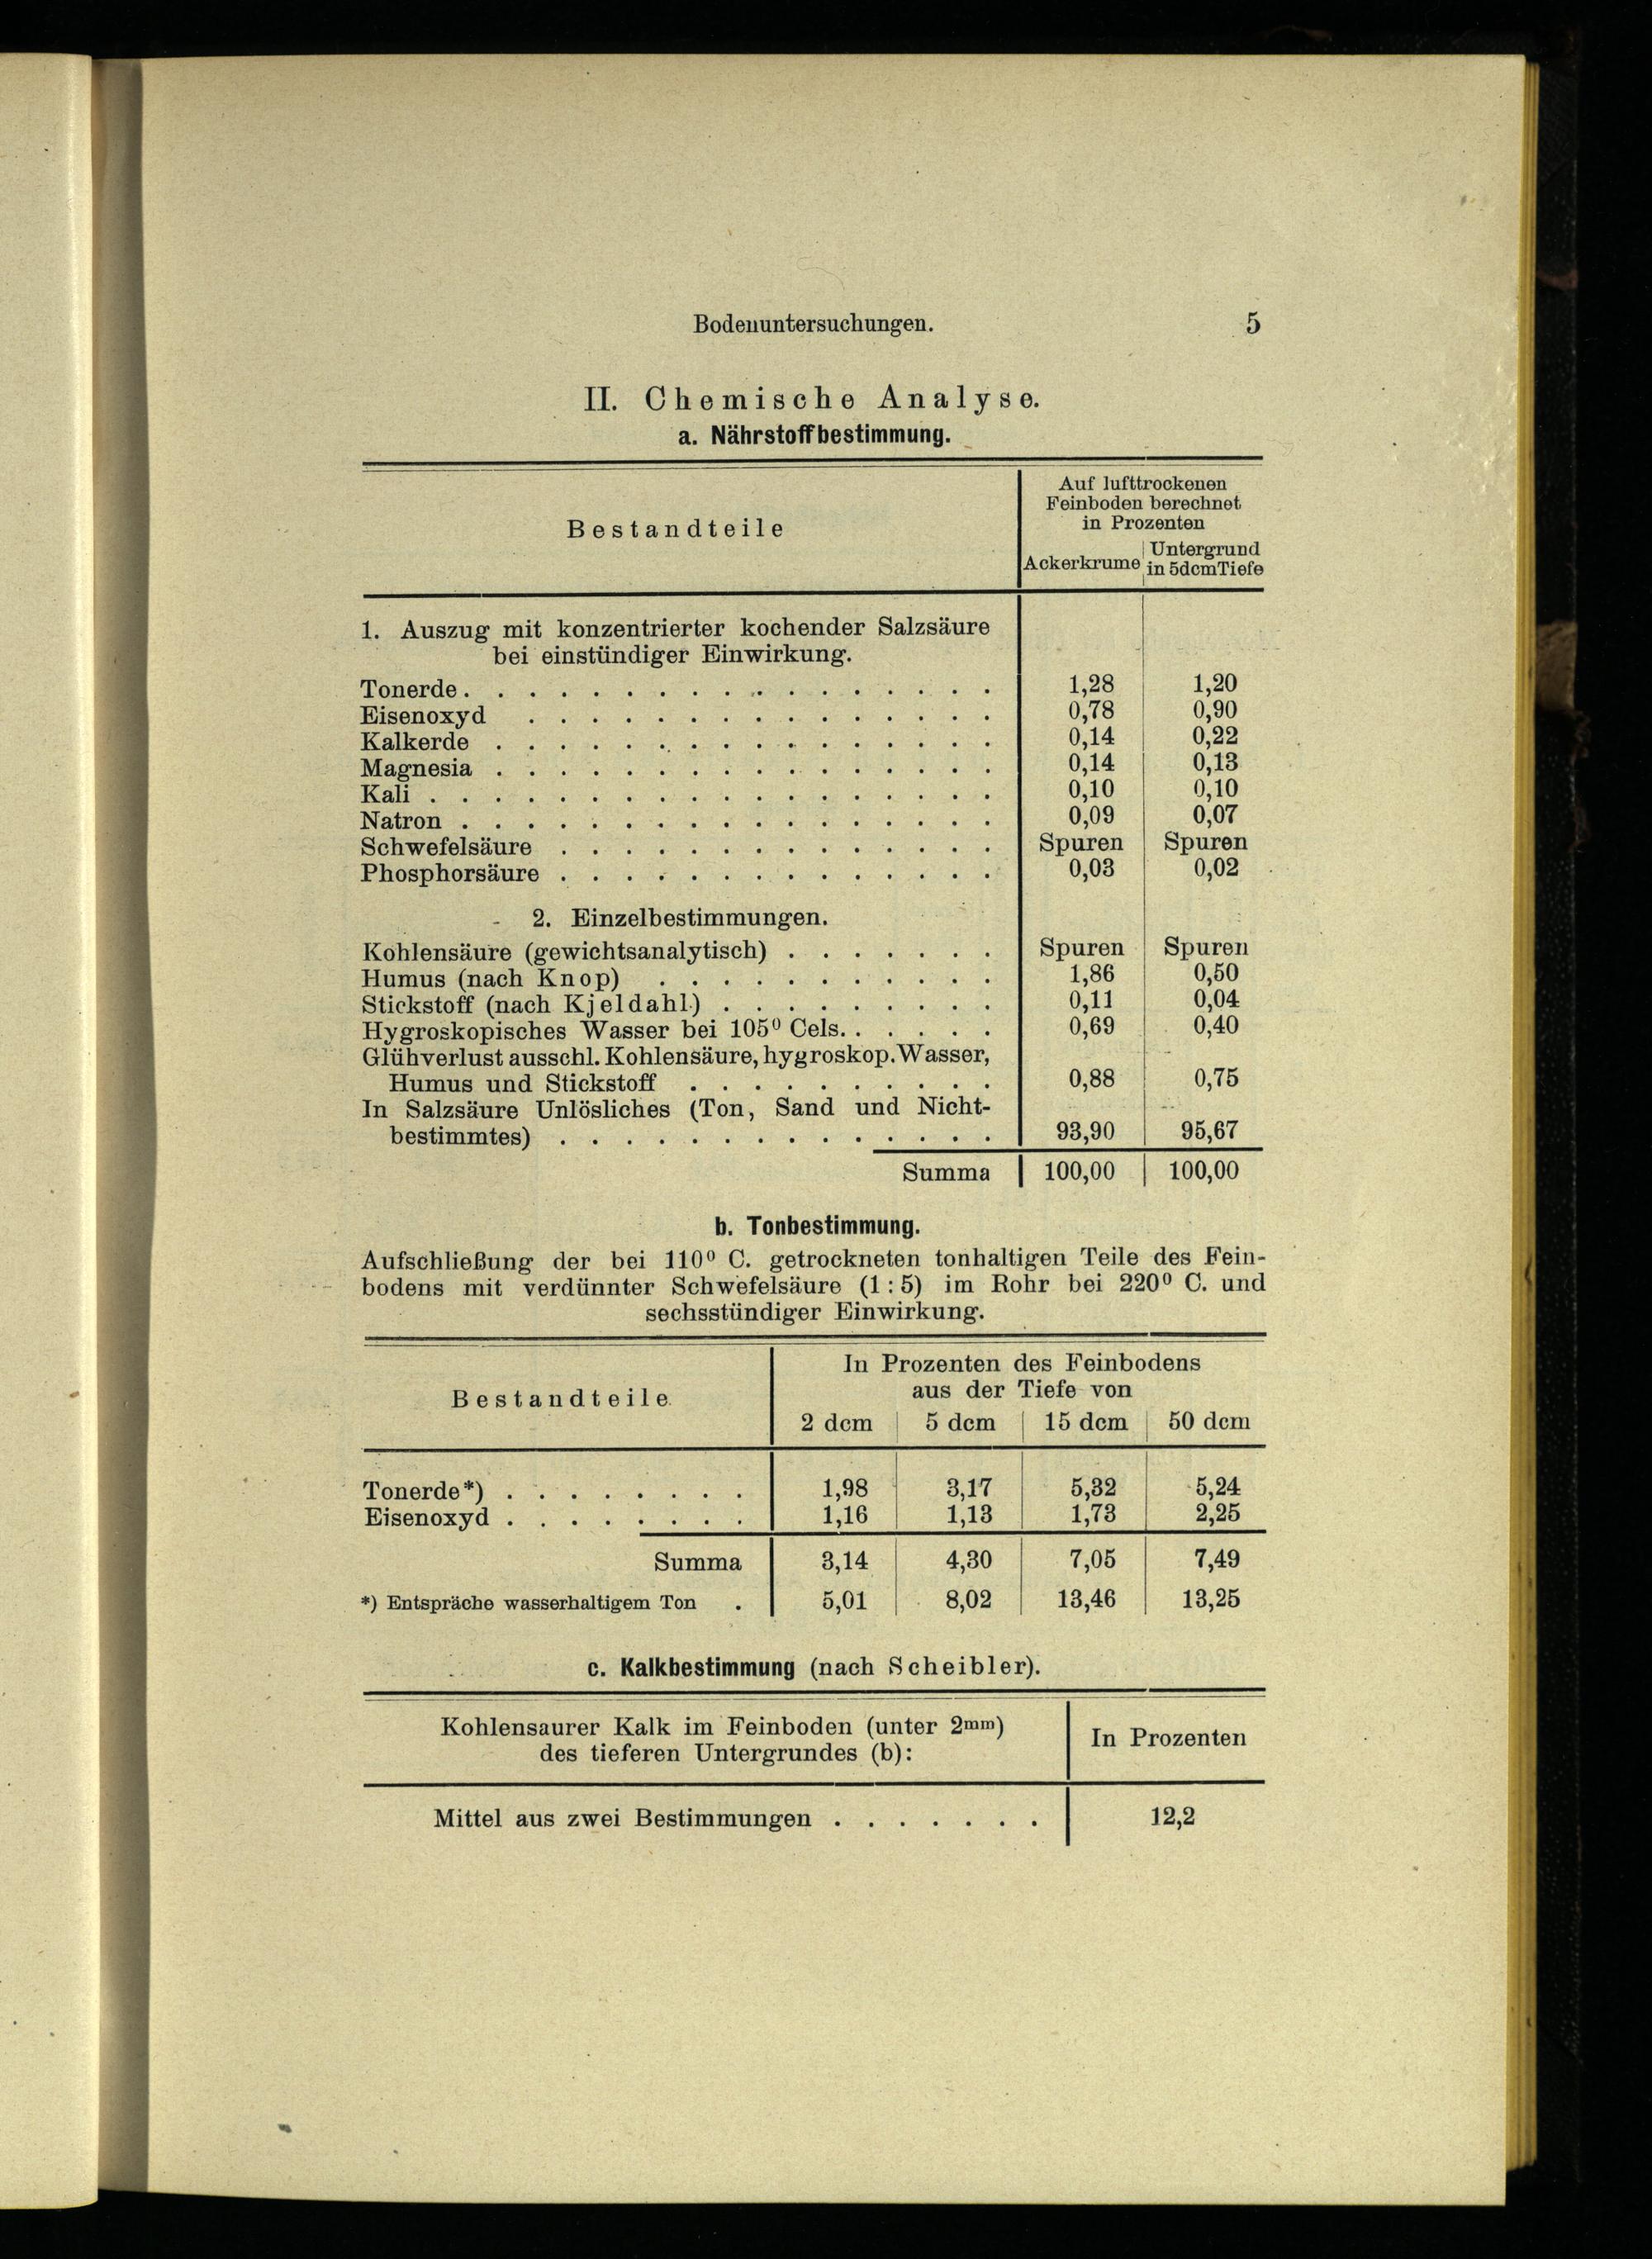 Bodenuntersuchungen. 5
II. Chemische Analyse.
a. Nährstoffbestimmung.
Bestandteile
Auf lufttrockenen
Feinboden berechnet
in Prozenten
Ackerkrume
Untergrund
in 5dcm Tiefe
1. Auszug mit konzentrierter kochender Salzsäure
bei einstündiger Einwirkung.
Tonerde . . . . . . . . . . . . . . . . . 1,28 1,20
Eisenoxyd . . . . . . . . . . . . . . . 0,78 0,90
Kalkerde . . . . . . . . . . . . . . . . 0,14 0,22
Magnesia . . . . . . . . . . . . . . . . 0,14 0,13
Kali . . . . . . . . . . . . . . . . . . 0,10 0,10
Natron . . . . . . . . . . . . . . . . . 0,09 0,07
Schwefelsäure . . . . . . . . . . . . . . Spuren Spuren
Phosphorsäure . . . . . . . . . . . . . . 0,03 0,02
2. Einzelbestimmungen.
Kohlensäure (gewichtsanalytisch) . . . . . . . Spuren Spuren
Humus (nach Knop) . . . . . . . . . . . 1,86 0,50
Stickstoff (nach Kjeldahl) . . . . . . . . . 0,11 0,04
Hygroskopisches Wasser bei 105⁰ Cels. . . . . . 0,69 0,40
Glühverlust ausschl. Kohlensäure, hygroskop. Wasser,
Humus und Stickstoff . . . . . . . . . . 0,88 0,75
In Salzsäure Unlösliches (Ton, Sand und Nicht-
bestimmtes) . . . . . . . . . . . . . . 93,90 95,67
Summa 100,00 100,00
b. Tonbestimmung.
Aufschließung der bei 110⁰ C. getrockneten tonhaltigen Teile des Fein-
bodens mit verdünnter Schwefelsäure (1 : 5) im Rohr bei 220⁰ C. und
sechsstündiger Einwirkung.
Bestandteile
In Prozenten des Feinbodens
aus der Tiefe von
2 dcm 5 dcm 15 dcm 50 dcm
Tonerde*) . . . . . . . . 1,98 3,17 5,32 5,24
Eisenoxyd . . . . . . . . 1,16 1,13 1,73 2,25
Summa 3,14 4,30 7,05 7,49
*) Entspräche wasserhaltigem Ton . 5,01 8,02 13,46 13,25
c. Kalkbestimmung (nach Scheibler).
Kohlensaurer Kalk im Feinboden (unter 2mm)
des tieferen Untergrundes (b):
In Prozenten
Mittel aus zwei Bestimmungen . . . . . . . 12,2